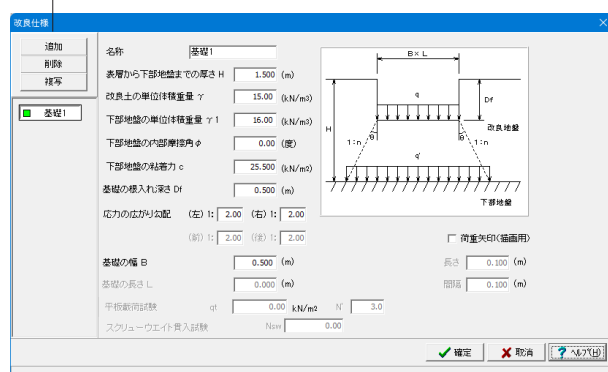 改良仕様
追加
削除
複写
基礎1
名称 基礎1
表層から下部地盤までの厚さ H 1.500 (m)
改良土の単位体積重量 γ 15.00 (kN/m3)
下部地盤の単位体積重量 γ1 16.00 (kN/m3)
下部地盤の内部摩擦角 φ 0.00 (度)
下部地盤の粘着力 c 25.500 (kN/m2)
基礎の根入れ深さ Df 0.500 (m)
応力の広がり勾配 (左) 1: 2.00 (右) 1: 2.00
(前) 1: 2.00 (後) 1: 2.00
基礎の幅 B 0.500 (m)
基礎の長さ L 0.000 (m)
平板載荷試験 qt 0.00 kN/m2 N' 3.0
スクリューウエイト貫入試験 Nsw 0.00
B×L
q
Df
H
改良地盤
θ
θ
1:n
1:n
q'
下部地盤
荷重矢印(描画用)
長さ 0.100 (m)
間隔 0.100 (m)
確定
取消
? ヘルプ(H)